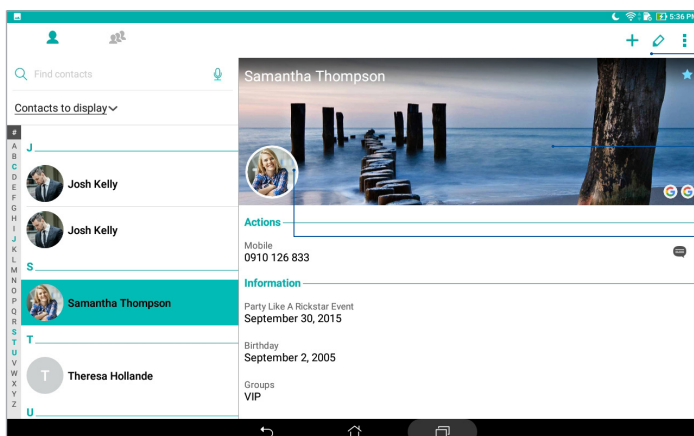 5:36 PM
Find contacts
Contacts to display
#
A
B
C
D
E
F
G
H
I
J
K
L
M
N
O
P
Q
R
S
T
U
V
W
X
Y
Z
J
Josh Kelly
Josh Kelly
S
Samantha Thompson
T
T
Theresa Hollande
U
Samantha Thompson
G G
Actions
Mobile
0910 126 833
Information
Party Like A Rickstar Event
September 30, 2015
Birthday
September 2, 2005
Groups
VIP